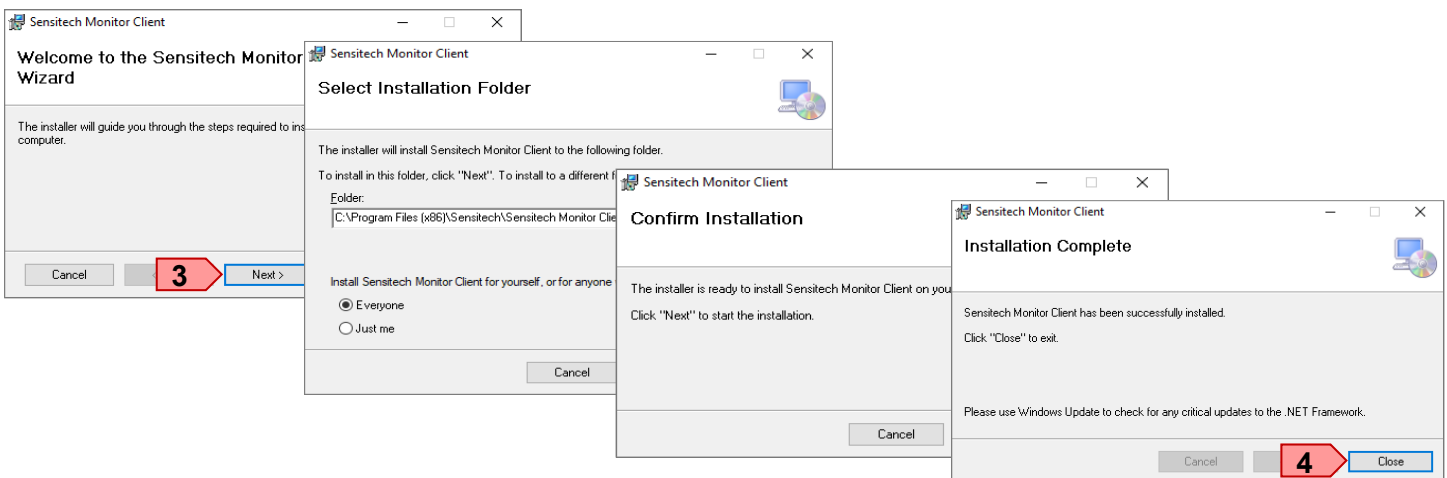 Sensitech Monitor Client
Welcome to the Sensitech Monitor
Wizard
The installer will guide you through the steps required to ins
computer.
Cancel
<
3
Next >
Sensitech Monitor Client
Select Installation Folder
The installer will install Sensitech Monitor Client to the following folder.
To install in this folder, click "Next". To install to a different f
Folder:
C:\Program Files (x86)\Sensitech\Sensitech Monitor Clie
Install Sensitech Monitor Client for yourself, or for anyone
Everyone
Just me
Cancel
Sensitech Monitor Client
Confirm Installation
The installer is ready to install Sensitech Monitor Client on you
Click "Next" to start the installation.
Cancel
Sensitech Monitor Client
Installation Complete
Sensitech Monitor Client has been successfully installed.
Click "Close" to exit.
Please use Windows Update to check for any critical updates to the .NET Framework.
Cancel
4
Close